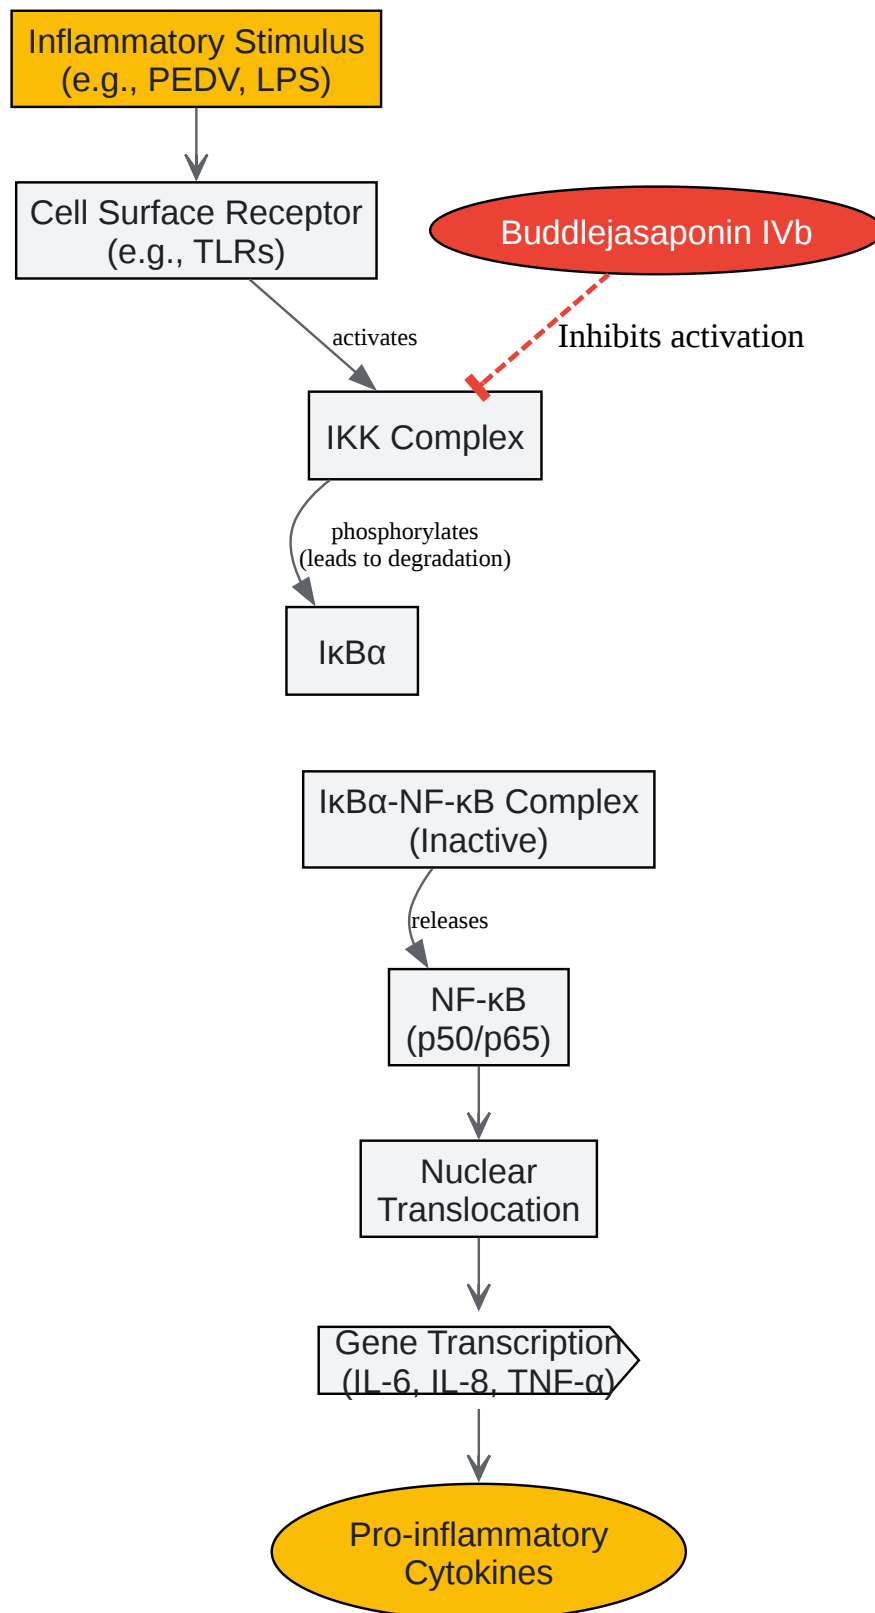 Inflammatory Stimulus
(e.g., PEDV, LPS)
Cell Surface Receptor
(e.g., TLRs)
Buddlejasaponin IVb
activates
Inhibits activation
IKK Complex
phosphorylates
(leads to degradation)
IκBα
IκBα-NF-κB Complex
(Inactive)
releases
NF-κB
(p50/p65)
Nuclear
Translocation
Gene Transcription
(IL-6, IL-8, TNF-α)
Pro-inflammatory
Cytokines